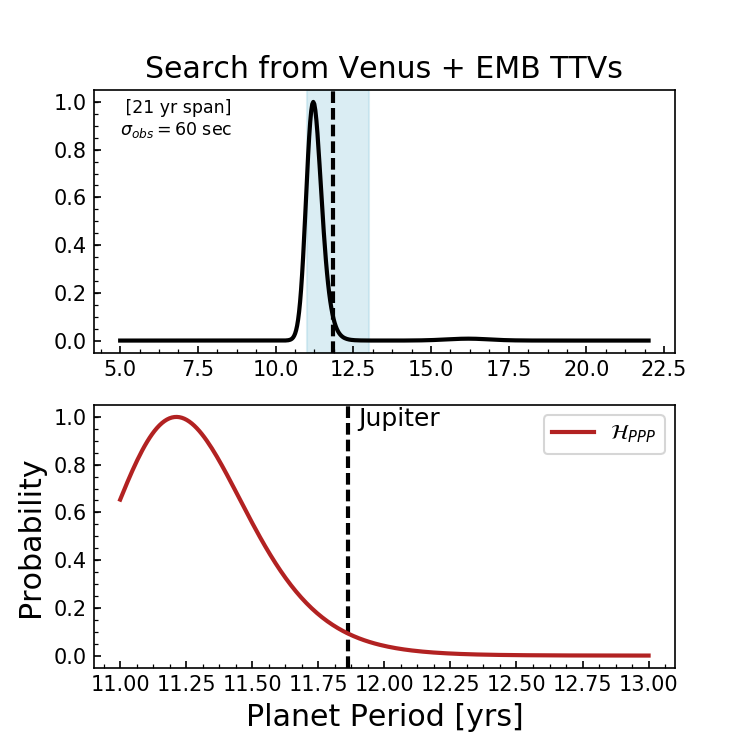 Search from Venus + EMB TTVs
[21 yr span]
σobs = 60 sec
1.0
0.8
0.6
0.4
0.2
0.0
5.0 7.5 10.0 12.5 15.0 17.5 20.0 22.5
Jupiter
ℋPPP
1.0
0.8
0.6
0.4
0.2
0.0
Probability
11.00 11.25 11.50 11.75 12.00 12.25 12.50 12.75 13.00
Planet Period [yrs]